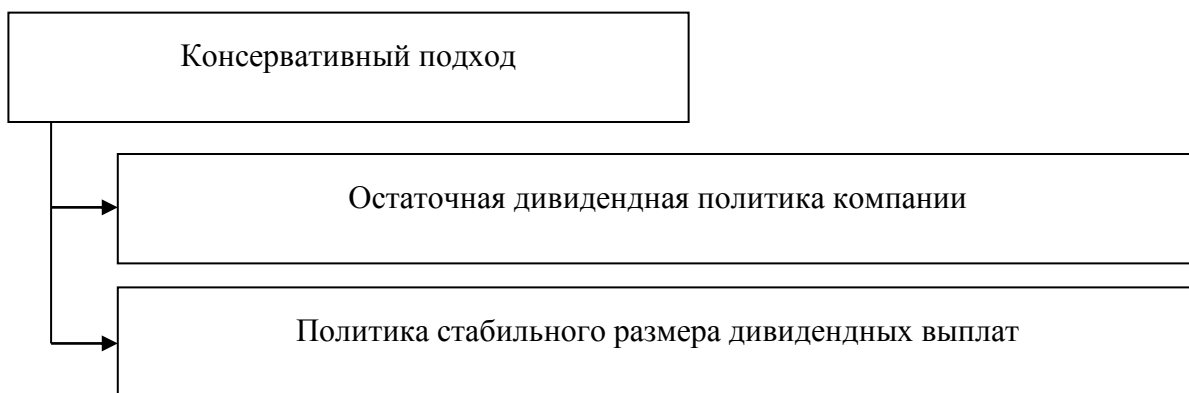 Консервативный подход
Остаточная дивидендная политика компании
Политика стабильного размера дивидендных выплат